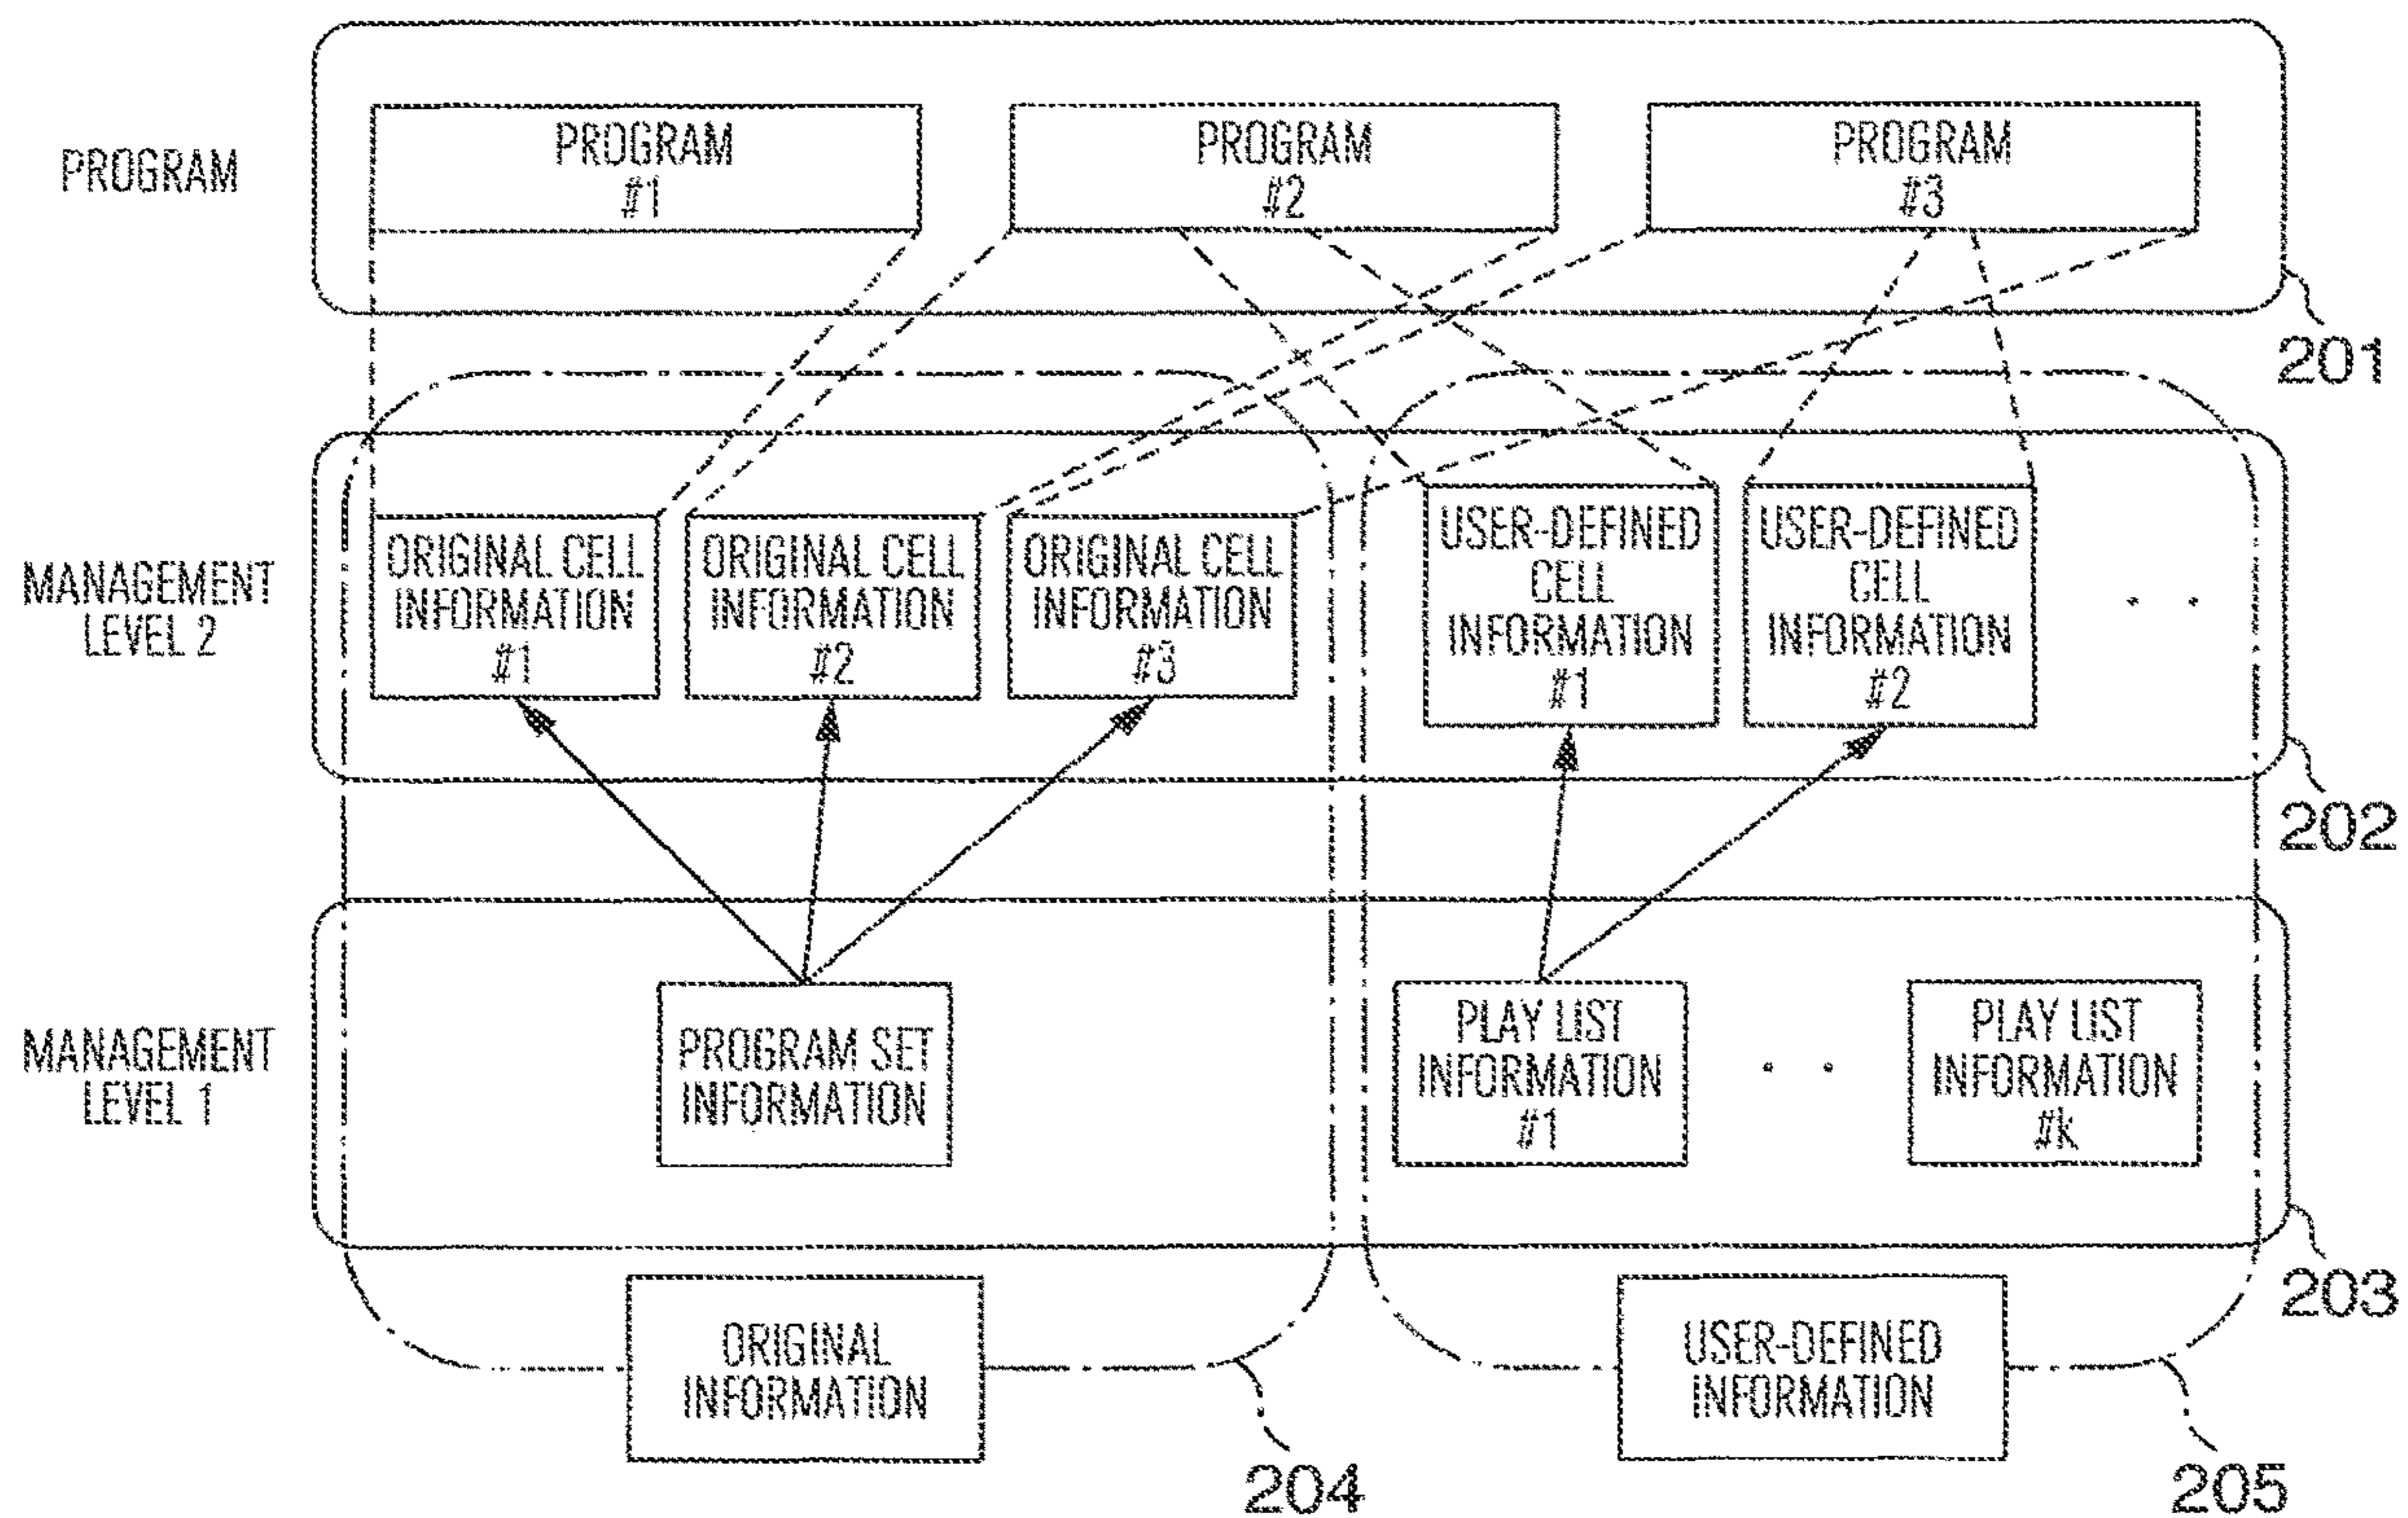 PROGRAM
PROGRAM
#1
PROGRAM
#2
PROGRAM
#3
201
MANAGEMENT
LEVEL 2
ORIGINAL CELL
INFORMATION
#1
ORIGINAL CELL
INFORMATION
#2
ORIGINAL CELL
INFORMATION
#3
USER-DEFINED
CELL
INFORMATION
#1
USER-DEFINED
CELL
INFORMATION
#2
. .
202
MANAGEMENT
LEVEL 1
PROGRAM SET
INFORMATION
PLAY LIST
INFORMATION
#1
. .
PLAY LIST
INFORMATION
#k
203
ORIGINAL
INFORMATION
204
USER-DEFINED
INFORMATION
205